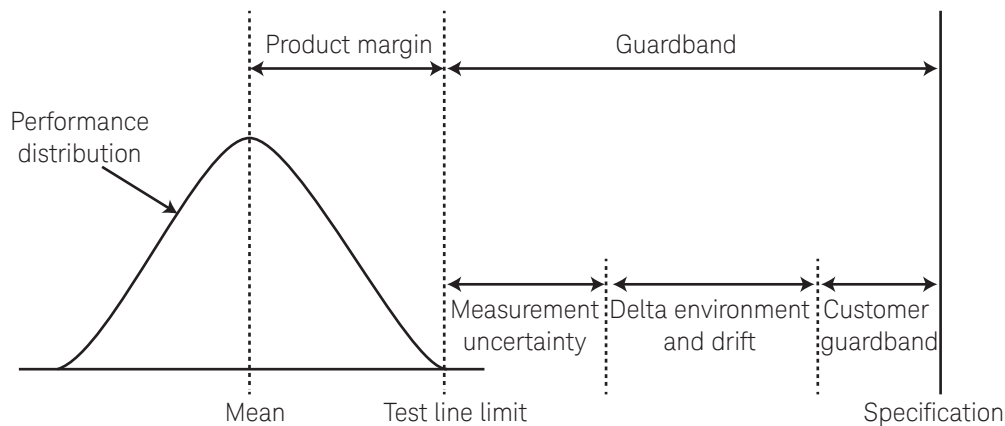 Product margin
Guardband
Performance
distribution
Measurement
uncertainty
Delta environment
and drift
Customer
guardband
Mean
Test line limit
Specification